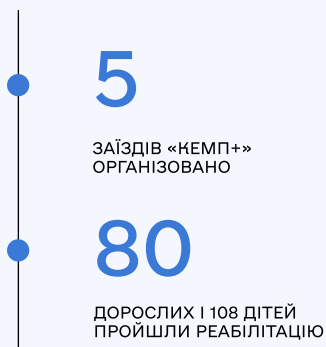 5
ЗАЇЗДІВ «КЕМП+»
ОРГАНІЗОВАНО
80
ДОРОСЛИХ І 108 ДІТЕЙ
ПРОЙШЛИ РЕАБІЛІТАЦІЮ